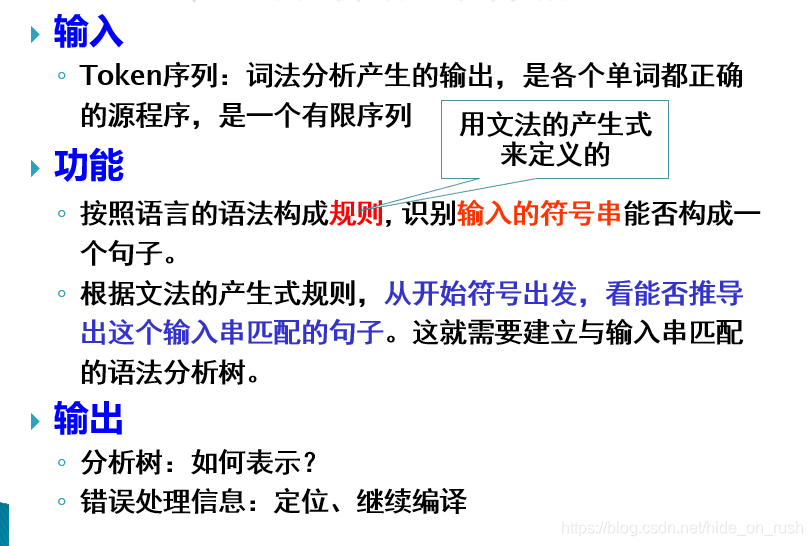 输入
Token序列：词法分析产生的输出，是各个单词都正确
的源程序，是一个有限序列
用文法的产生式
来定义的
功能
按照语言的语法构成规则, 识别输入的符号串能否构成一
个句子。
根据文法的产生式规则，从开始符号出发，看能否推导
出这个输入串匹配的句子。这就需要建立与输入串匹配
的语法分析树。
输出
分析树：如何表示？
错误处理信息：定位、继续编译
https://blog.csdn.net/hide_on_rush